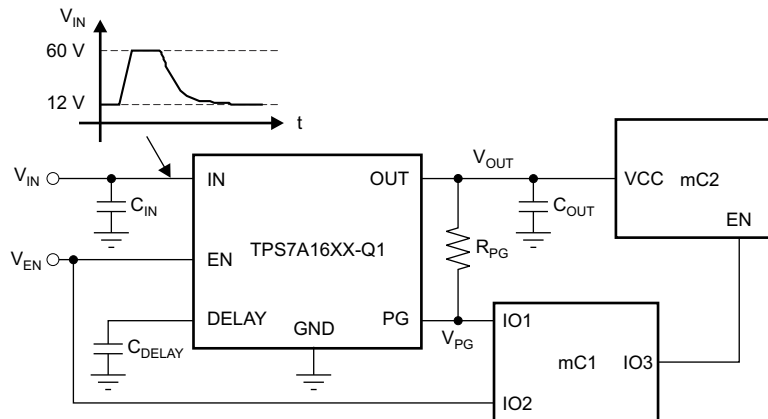 V_IN
60 V
12 V
t
V_IN
C_IN
IN
OUT
V_OUT
C_OUT
VCC
mC2
EN
V_EN
EN
TPS7A16XX-Q1
R_PG
DELAY
GND
PG
V_PG
C_DELAY
IO1
mC1
IO3
IO2